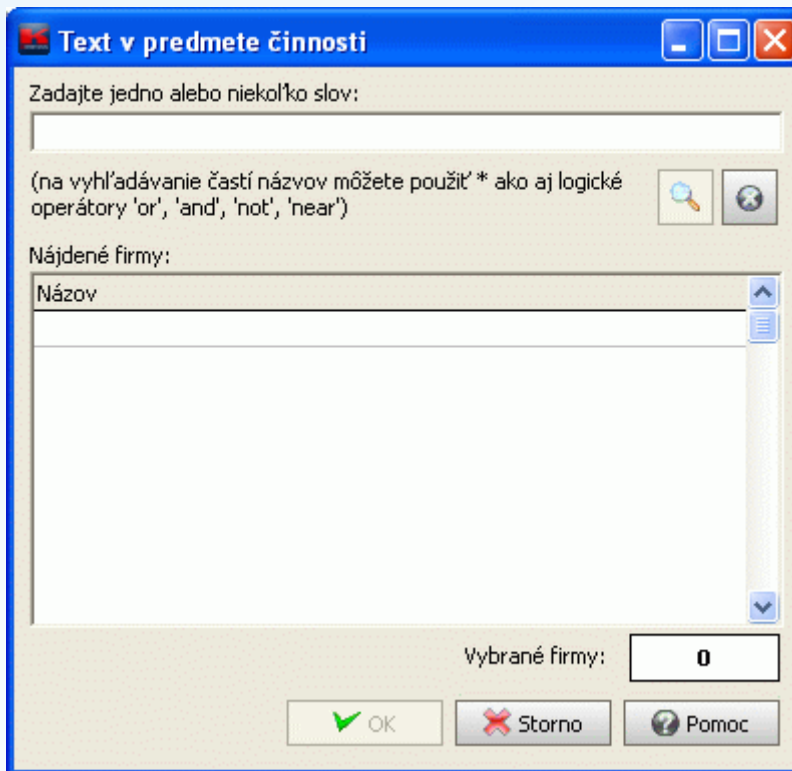 Text v predmete činnosti
Zadajte jedno alebo niekoľko slov:
(na vyhľadávanie častí názvov môžete použiť * ako aj logické
operátory 'or', 'and', 'not', 'near')
Nájdené firmy:
Názov
Vybrané firmy: 0
OK Storno Pomoc